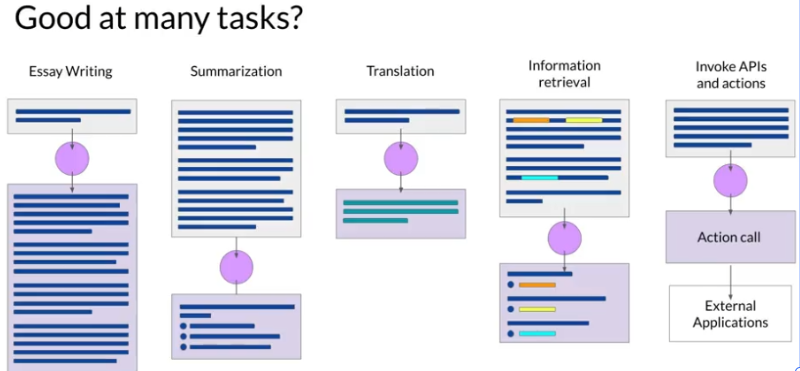 Good at many tasks?
Essay Writing
Summarization
Translation
Information
retrieval
Invoke APIs
and actions
Action call
External
Applications